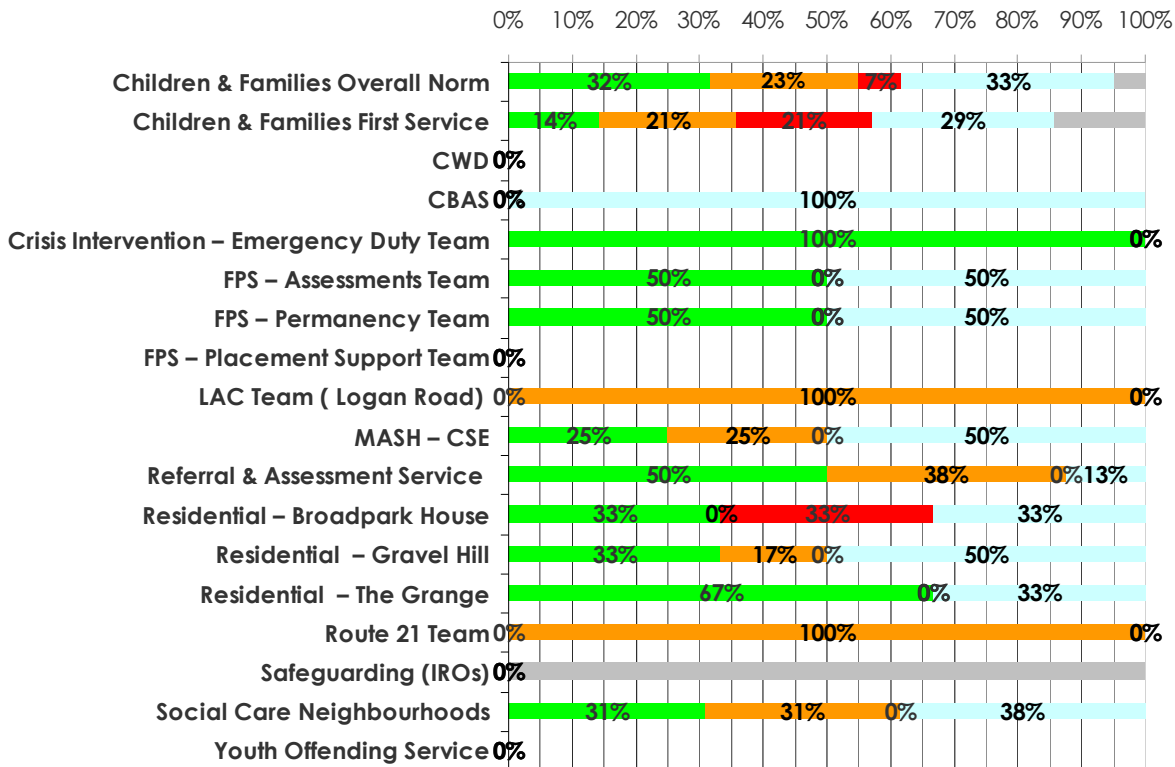 0% 10% 20% 30% 40% 50% 60% 70% 80% 90% 100%
Children & Families Overall Norm 32% 23% 7% 33%
Children & Families First Service 14% 21% 21% 29%
CWD 0%
CBAS 0% 100%
Crisis Intervention – Emergency Duty Team 100% 0%
FPS – Assessments Team 50% 0% 50%
FPS – Permanency Team 50% 0% 50%
FPS – Placement Support Team 0%
LAC Team ( Logan Road) 0% 100% 0%
MASH – CSE 25% 25% 0% 50%
Referral & Assessment Service 50% 38% 0% 13%
Residential – Broadpark House 33% 0% 33% 33%
Residential – Gravel Hill 33% 17% 0% 50%
Residential – The Grange 67% 0% 33%
Route 21 Team 0% 100% 0%
Safeguarding (IROs) 0%
Social Care Neighbourhoods 31% 31% 0% 38%
Youth Offending Service 0%